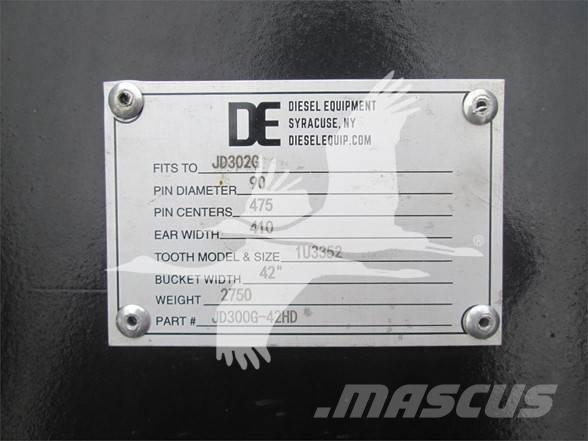 DE
DIESEL EQUIPMENT
SYRACUSE, NY
DIESELEQUIP.COM
FITS TO JD302G
PIN DIAMETER 90
PIN CENTERS 475
EAR WIDTH 410
TOOTH MODEL & SIZE 1U3352
BUCKET WIDTH 42"
WEIGHT 2750
PART # JD300G-42HD
®
MASCUS